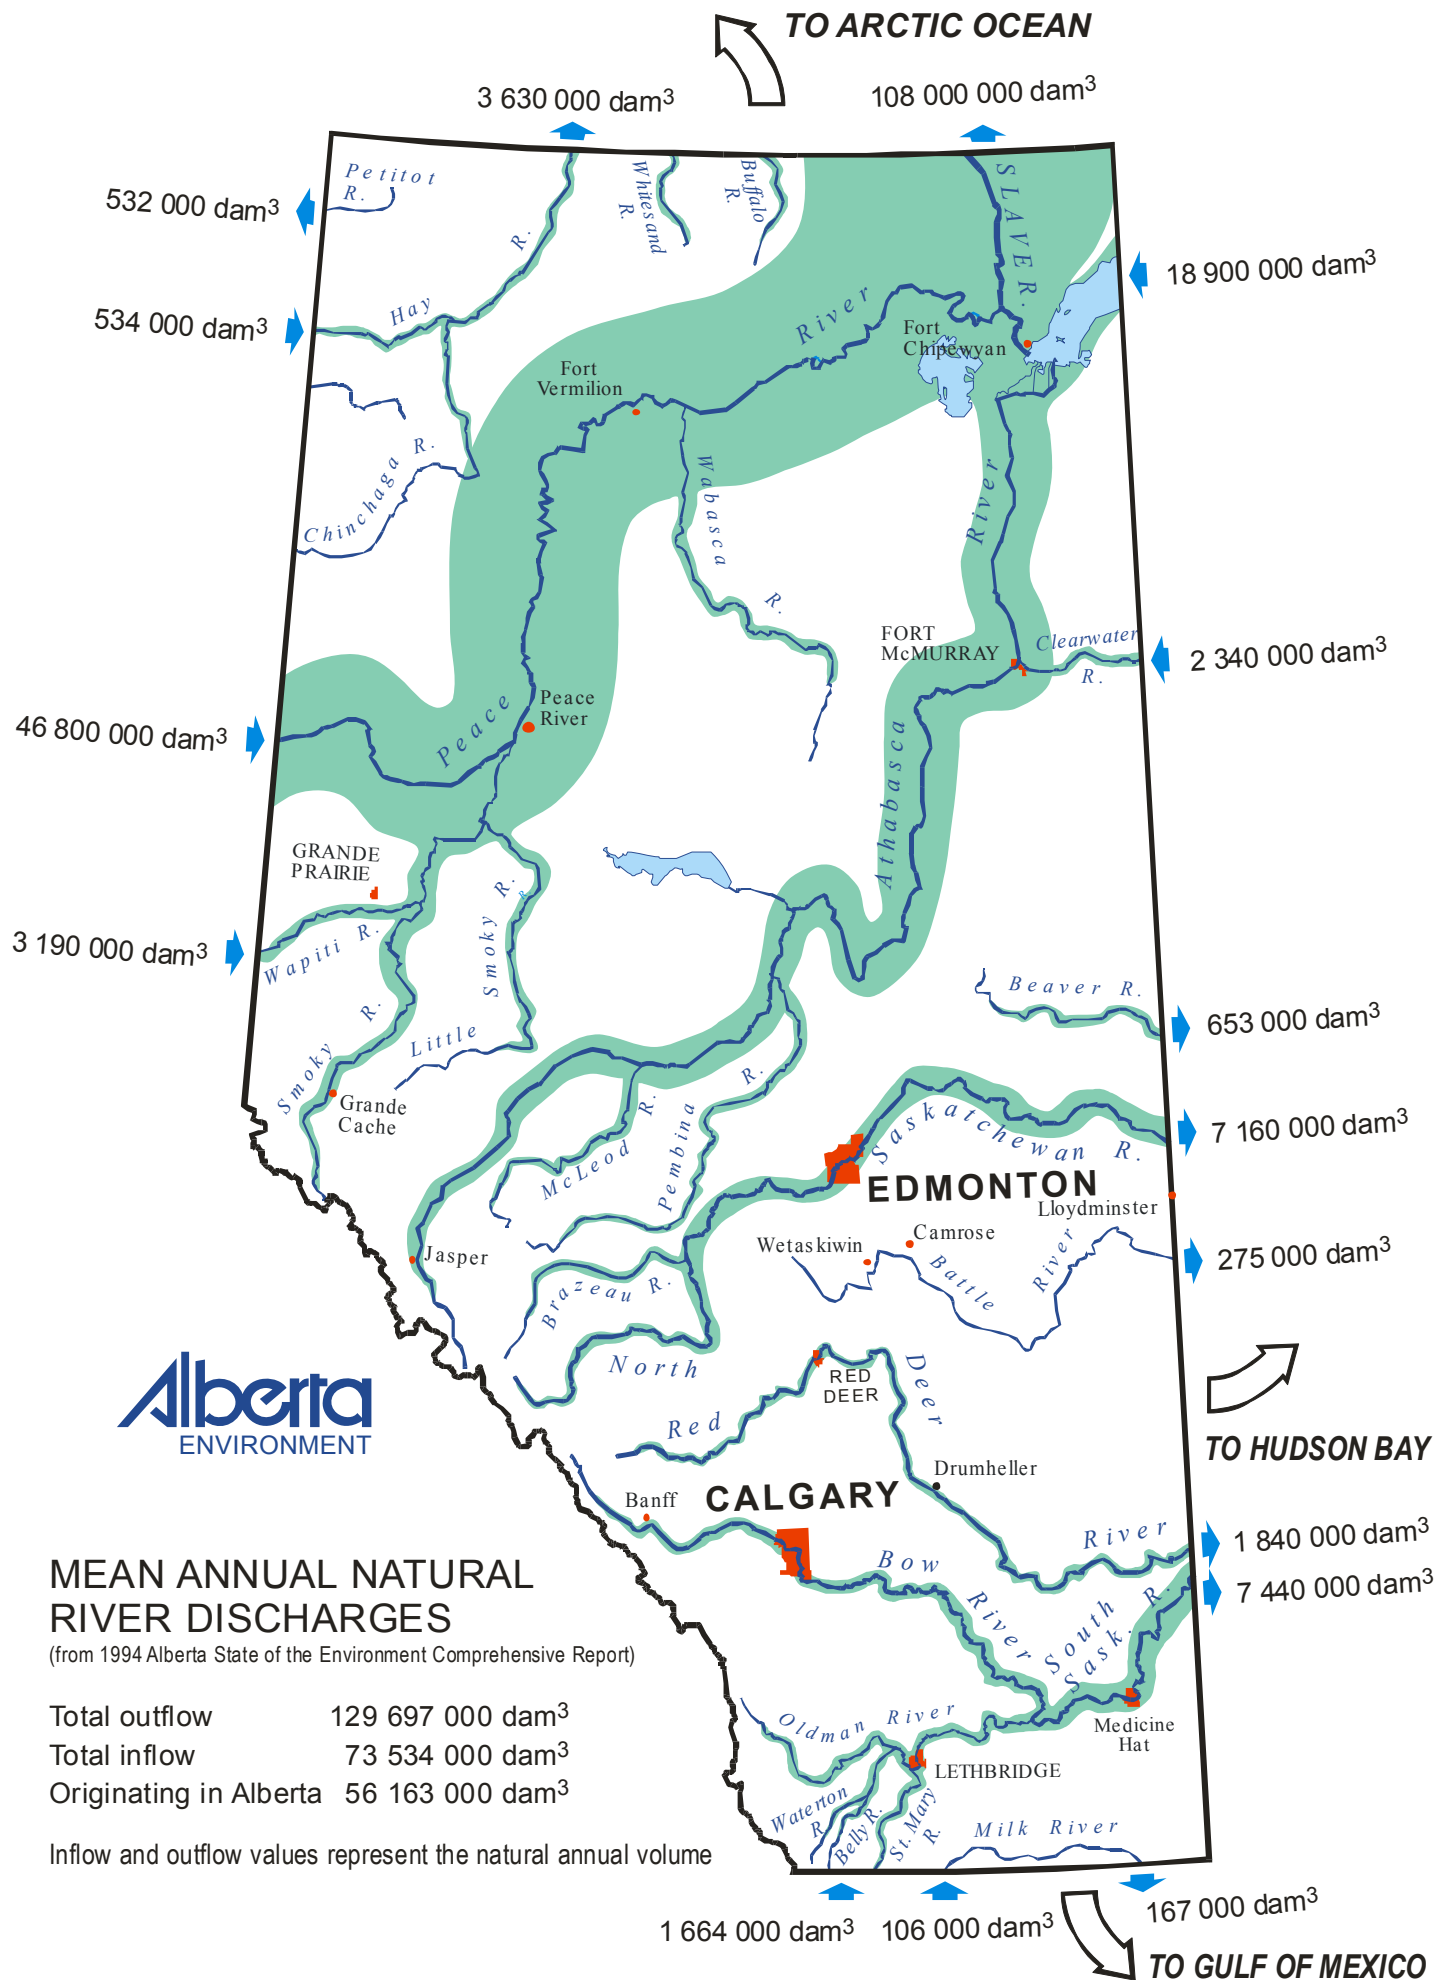 TO ARCTIC OCEAN
3 630 000 dam³
108 000 000 dam³
Petitot
R.
532 000 dam³
Whitesand
R.
Buffalo
R.
SLAVE R.
18 900 000 dam³
534 000 dam³
Hay
R.
River
Fort
Chipewyan
Fort
Vermilion
Chinchaga R.
Wabasca
R.
River
FORT
McMURRAY
Clearwater
R.
2 340 000 dam³
46 800 000 dam³
Peace
Peace
River
Athabasca
GRANDE
PRAIRIE
3 190 000 dam³
Wapiti R.
Smoky R.
R.
Little
Smoky
R.
Grande
Cache
Beaver R.
653 000 dam³
McLeod
R.
Pembina
R.
Saskatchewan R.
7 160 000 dam³
EDMONTON
Lloydminster
Jasper
Wetaskiwin
Camrose
Battle
River
275 000 dam³
Brazeau R.
North
Alberta
ENVIRONMENT
RED
DEER
Red
Deer
TO HUDSON BAY
Drumheller
Banff
CALGARY
River
1 840 000 dam³
Bow
River
7 440 000 dam³
South
Sask. R.
MEAN ANNUAL NATURAL
RIVER DISCHARGES
(from 1994 Alberta State of the Environment Comprehensive Report)
Total outflow 129 697 000 dam³
Total inflow 73 534 000 dam³
Originating in Alberta 56 163 000 dam³
Inflow and outflow values represent the natural annual volume
Oldman River
Medicine
Hat
LETHBRIDGE
Waterton
R.
Belly R.
St. Mary
R.
Milk River
1 664 000 dam³
106 000 dam³
167 000 dam³
TO GULF OF MEXICO